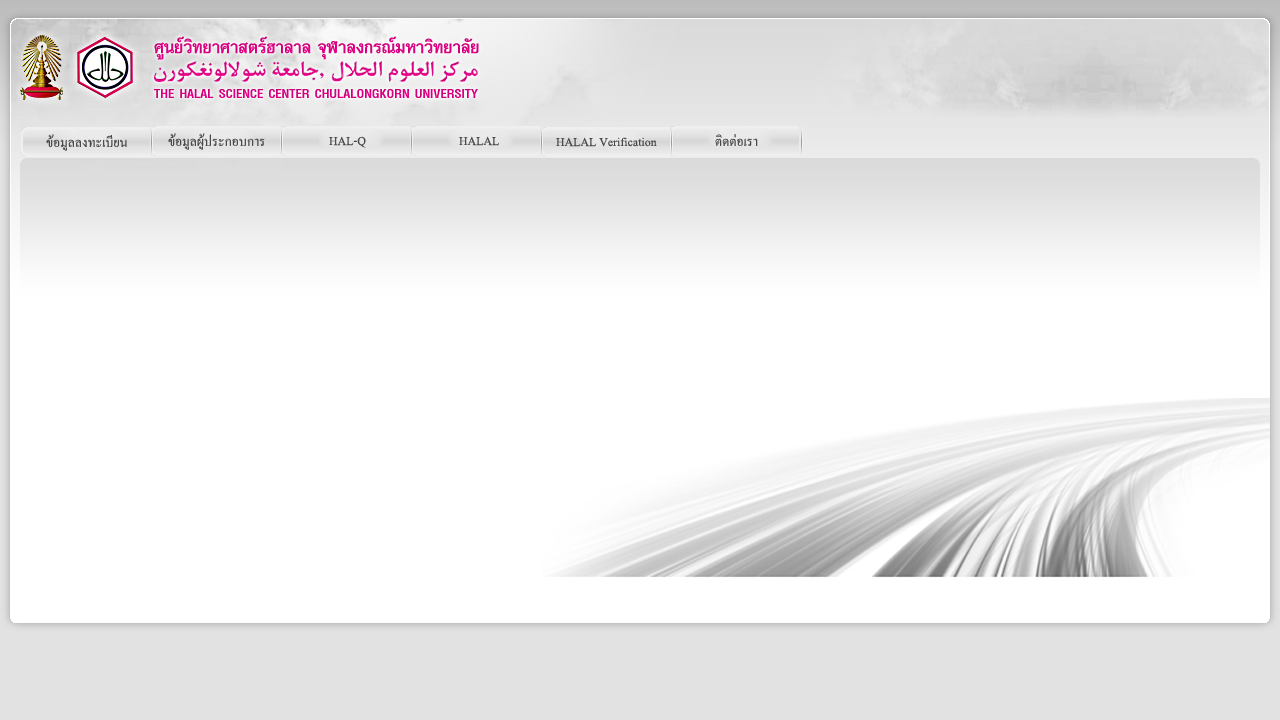 ศูนย์วิทยาศาสตร์ฮาลาล จุฬาลงกรณ์มหาวิทยาลัย
مركز العلوم الحلال ,جامعة شولالونغكورن
THE HALAL SCIENCE CENTER CHULALONGKORN UNIVERSITY
ข้อมูลลงทะเบียน
ข้อมูลผู้ประกอบการ
HAL-Q
HALAL
HALAL Verification
ติดต่อเรา